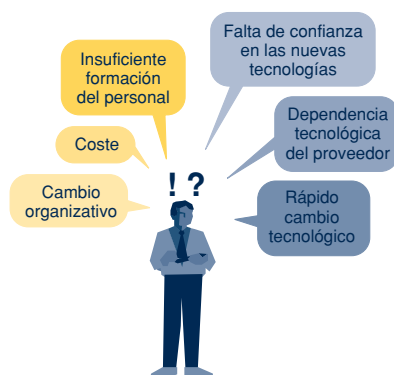 Falta de confianza
en las nuevas
tecnologías
Insuficiente
formación
del personal
Dependencia
tecnológica
del proveedor
Coste
! ?
Cambio
organizativo
Rápido
cambio
tecnológico